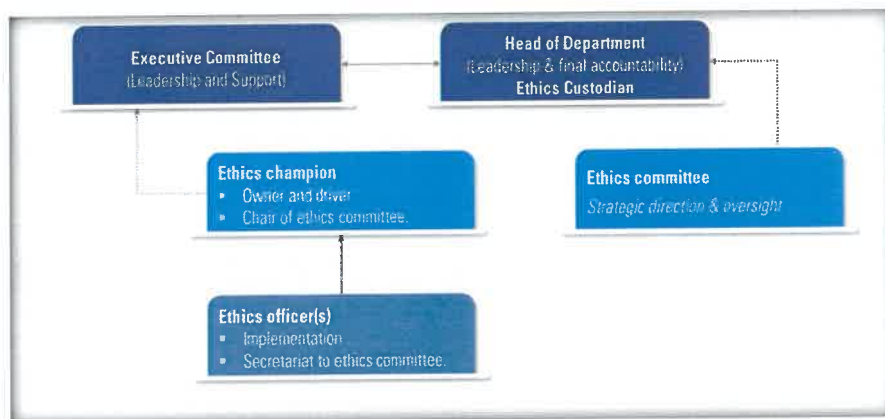 Executive Committee
(Leadership and Support)
Head of Department
(Leadership & final accountability)
Ethics Custodian
Ethics champion
▪ Owner and driver
▪ Chair of ethics committee.
Ethics committee
Strategic direction & oversight
Ethics officer(s)
▪ Implementation
▪ Secretariat to ethics committee.